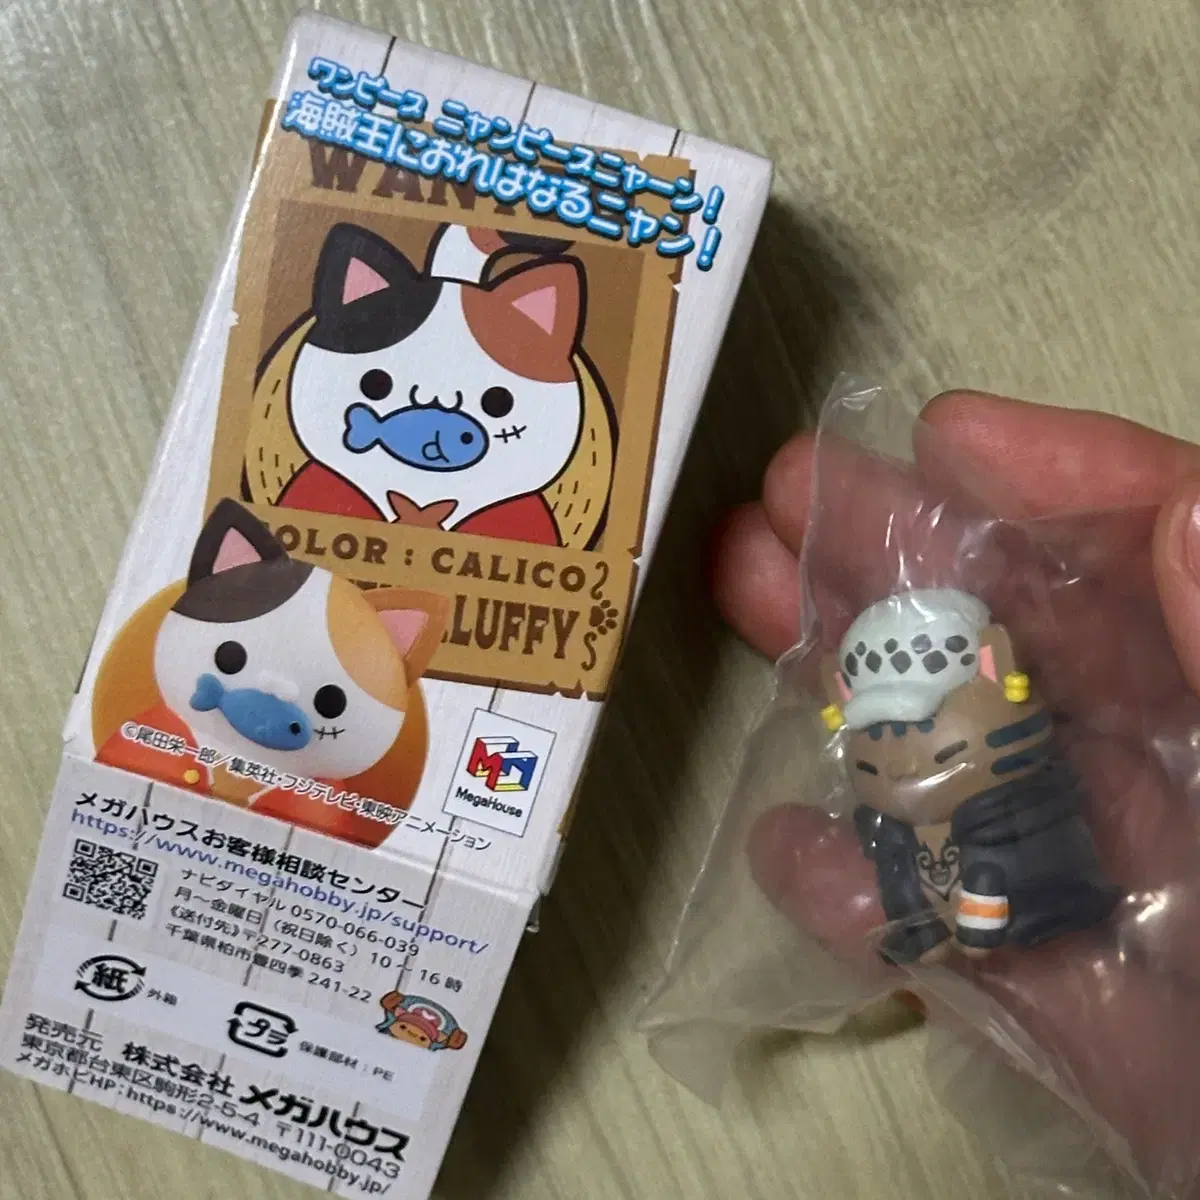 ワンピース ニャンピースニャーン!
海賊王におれはなるニャン!
WANT
COLOR : CALICO
LUFFY
©尾田栄一郎/集英社・フジテレビ・東映アニメーション
MegaHouse
メガハウスお客様相談センター
https://www.megahobby.jp/support/
ナビダイヤル 0570-066-039
月〜金曜日(祝日除く)10〜16時
《送付先》〒277-0863
千葉県柏市豊四季 241-22
紙 外箱
プラ 保護部材:PE
発売元 株式会社 メガハウス
東京都台東区駒形2-5-4 〒111-0043
メガホビHP:https://www.megahobby.jp/